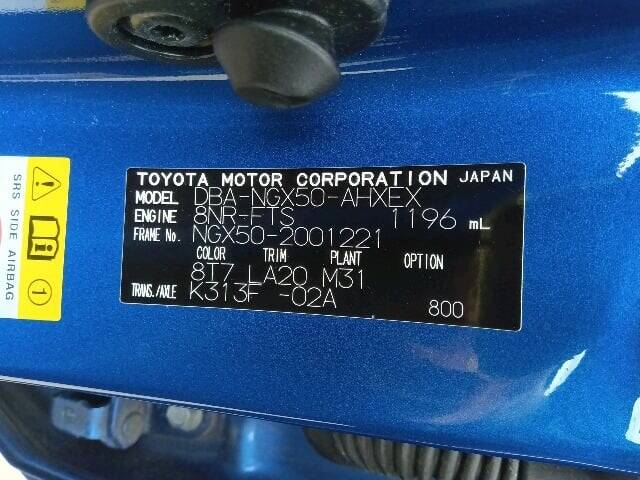 TOYOTA MOTOR CORPORATION JAPAN
MODEL DBA-NGX50-AHXEX
ENGINE 8NR-FTS 1196 mL
FRAME No. NGX50-2001221
COLOR TRIM PLANT OPTION
8T7 LA20 M31
TRANS./AXLE K313F -02A
800
SRS SIDE AIRBAG
1